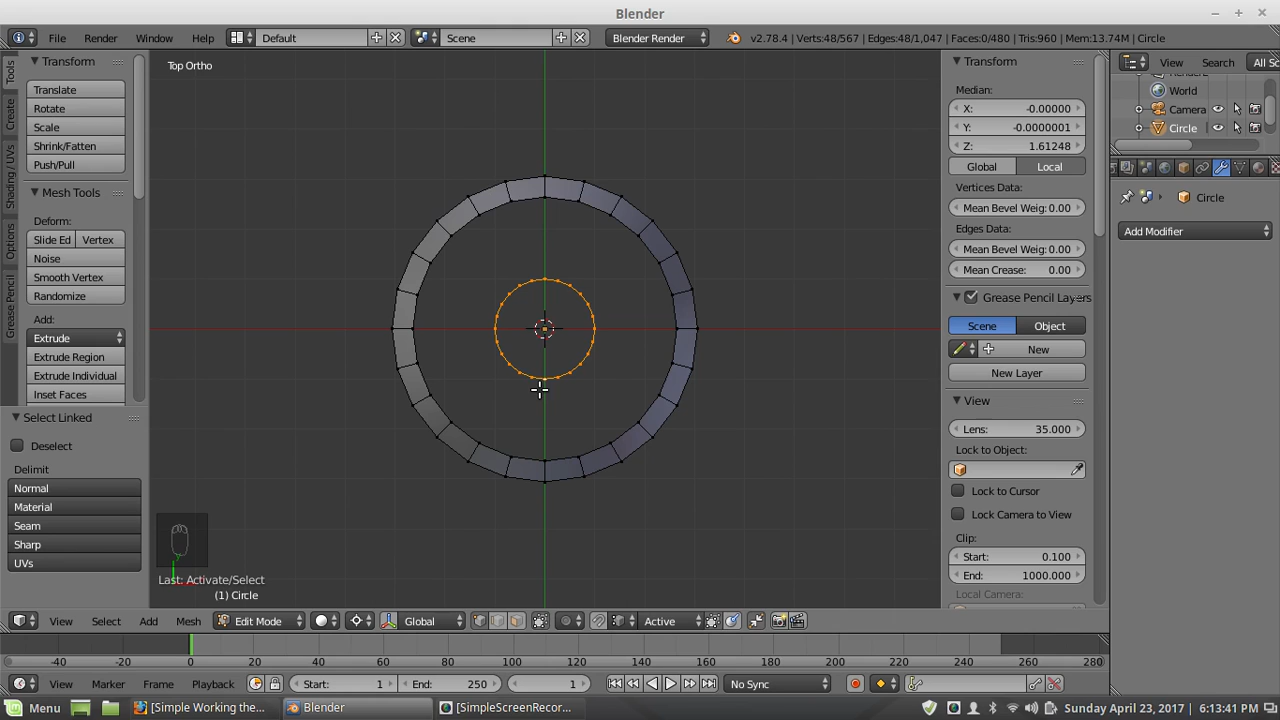 Blender
File Render Window Help Default Scene Blender Render v2.78.4 | Verts:48/567 | Edges:48/1,047 | Faces:0/480 | Tris:960 | Mem:13.74M | Circle
Tools
Create
Shading / UVs
Options
Grease Pencil
Transform
Translate
Rotate
Scale
Shrink/Fatten
Push/Pull
Mesh Tools
Deform:
Slide Ed Vertex
Noise
Smooth Vertex
Randomize
Add:
Extrude
Extrude Region
Extrude Individual
Inset Faces
Select Linked
Deselect
Delimit
Normal
Material
Seam
Sharp
UVs
Top Ortho
Last: Activate/Select
(1) Circle
Transform
Median:
X: -0.00000
Y: -0.0000001
Z: 1.61248
Global Local
Vertices Data:
Mean Bevel Weig: 0.00
Edges Data:
Mean Bevel Weig: 0.00
Mean Crease: 0.00
Grease Pencil Layers
Scene Object
New
New Layer
View
Lens: 35.000
Lock to Object:
Lock to Cursor
Lock Camera to View
Clip:
Start: 0.100
End: 1000.000
Local Camera:
View Search All Sc
World
Camera
Circle
Circle
Add Modifier
View Select Add Mesh Edit Mode Global Active
-40 -20 0 20 40 60 80 100 120 140 160 180 200 220 240 260 280
View Marker Frame Playback Start: 1 End: 250 1 No Sync
Menu [Simple Working the... Blender [SimpleScreenRecor... Sunday April 23, 2017 6:13:41 PM